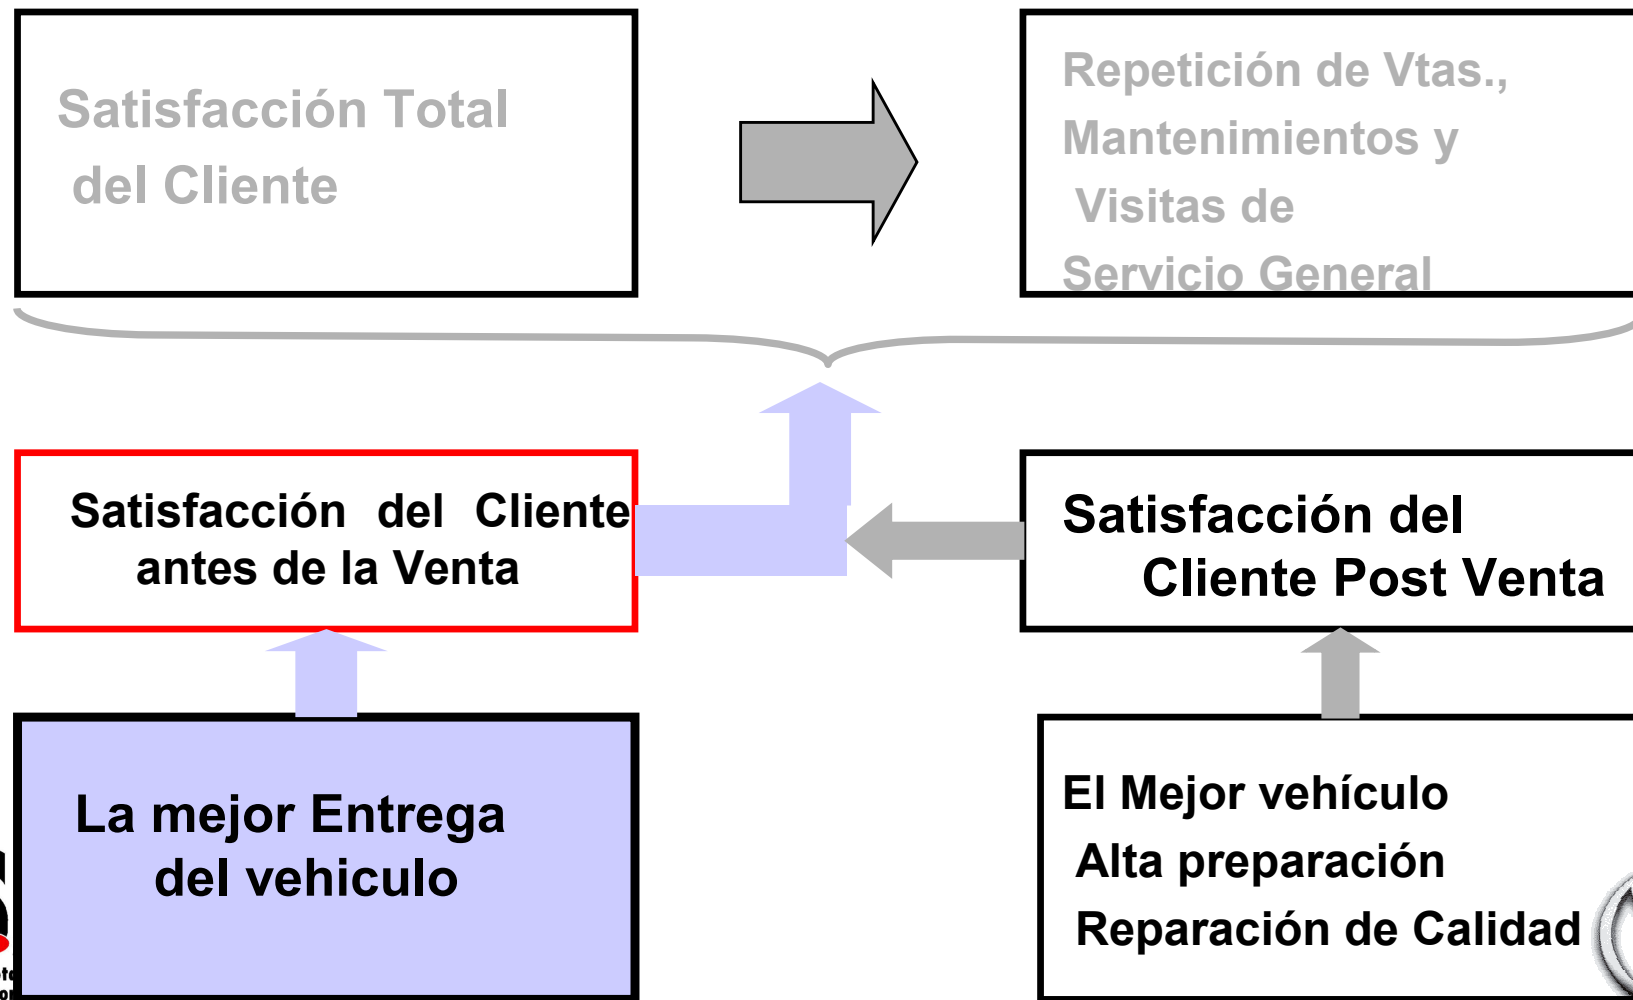 Satisfacción Total
del Cliente
Repetición de Vtas.,
Mantenimientos y
Visitas de
Servicio General
Satisfacción del Cliente
antes de la Venta
Satisfacción del
Cliente Post Venta
La mejor Entrega
del vehiculo
El Mejor vehículo
Alta preparación
Reparación de Calidad